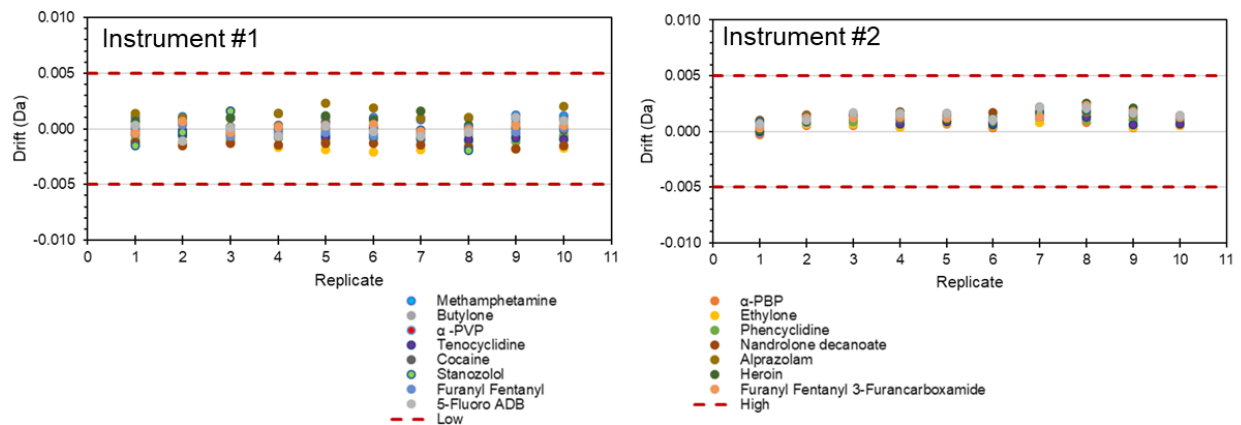 Instrument #1
0.010
0.005
0.000
-0.005
-0.010
Drift (Da)
0 1 2 3 4 5 6 7 8 9 10 11
Replicate
Instrument #2
0.010
0.005
0.000
-0.005
-0.010
Drift (Da)
0 1 2 3 4 5 6 7 8 9 10 11
Replicate
Methamphetamine
Butylone
α -PVP
Tenocyclidine
Cocaine
Stanozolol
Furanyl Fentanyl
5-Fluoro ADB
Low
α-PBP
Ethylone
Phencyclidine
Nandrolone decanoate
Alprazolam
Heroin
Furanyl Fentanyl 3-Furancarboxamide
High